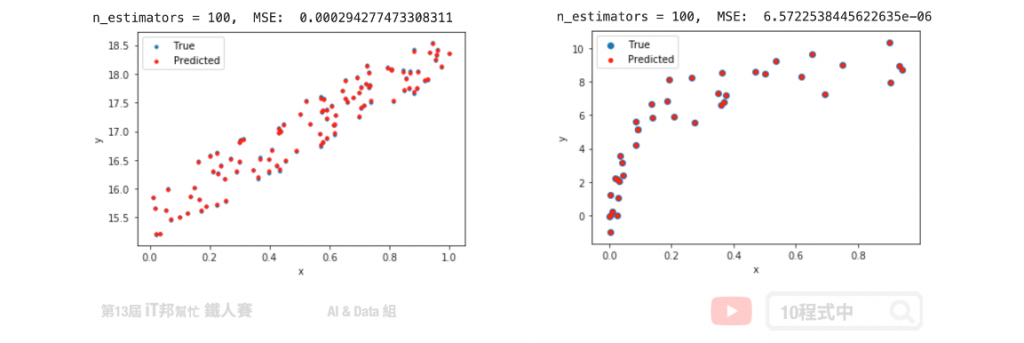 n_estimators = 100,  MSE:  0.000294277473308311
True
Predicted
18.5
18.0
17.5
17.0
16.5
16.0
15.5
y
0.0 0.2 0.4 0.6 0.8 1.0
x
n_estimators = 100,  MSE:  6.5722538445622635e-06
True
Predicted
10
8
6
4
2
0
y
0.0 0.2 0.4 0.6 0.8
x
第13屆 iT邦幫忙 鐵人賽
AI & Data 組
10程式中